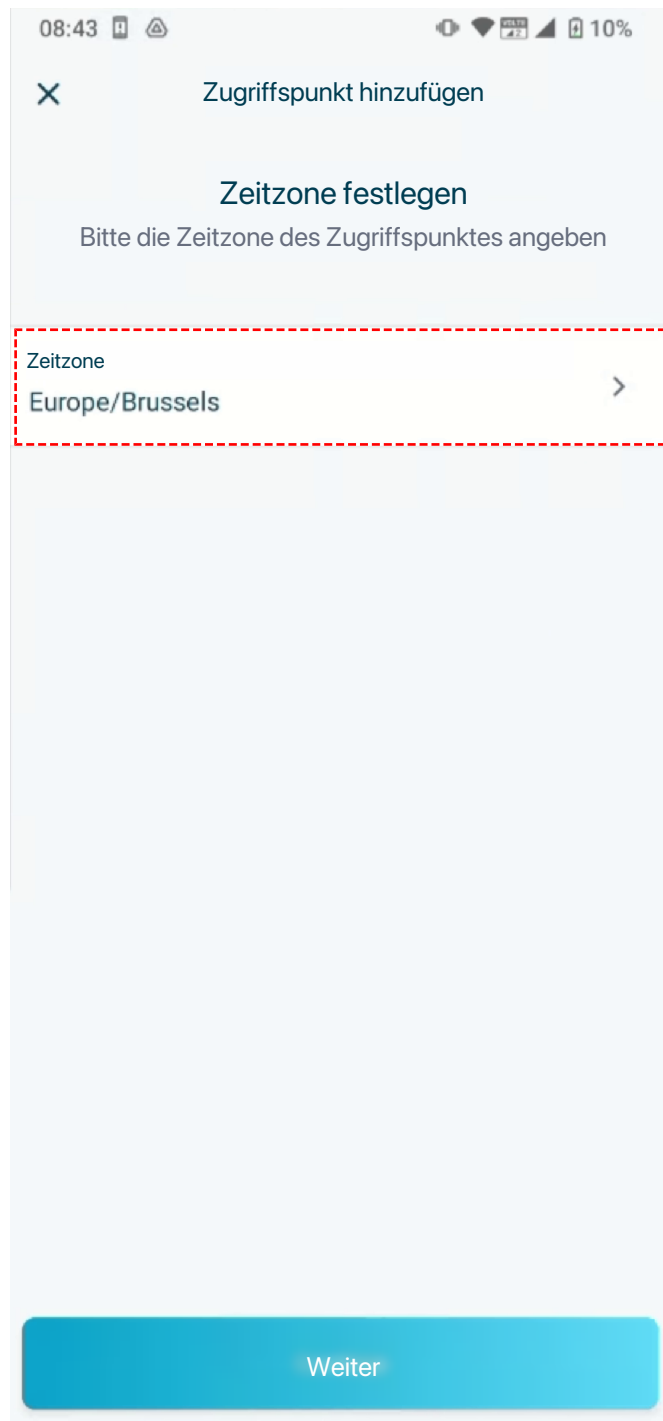 08:43
10%
Zugriffspunkt hinzufügen
Zeitzone festlegen
Bitte die Zeitzone des Zugriffspunktes angeben
Zeitzone
Europe/Brussels
Weiter